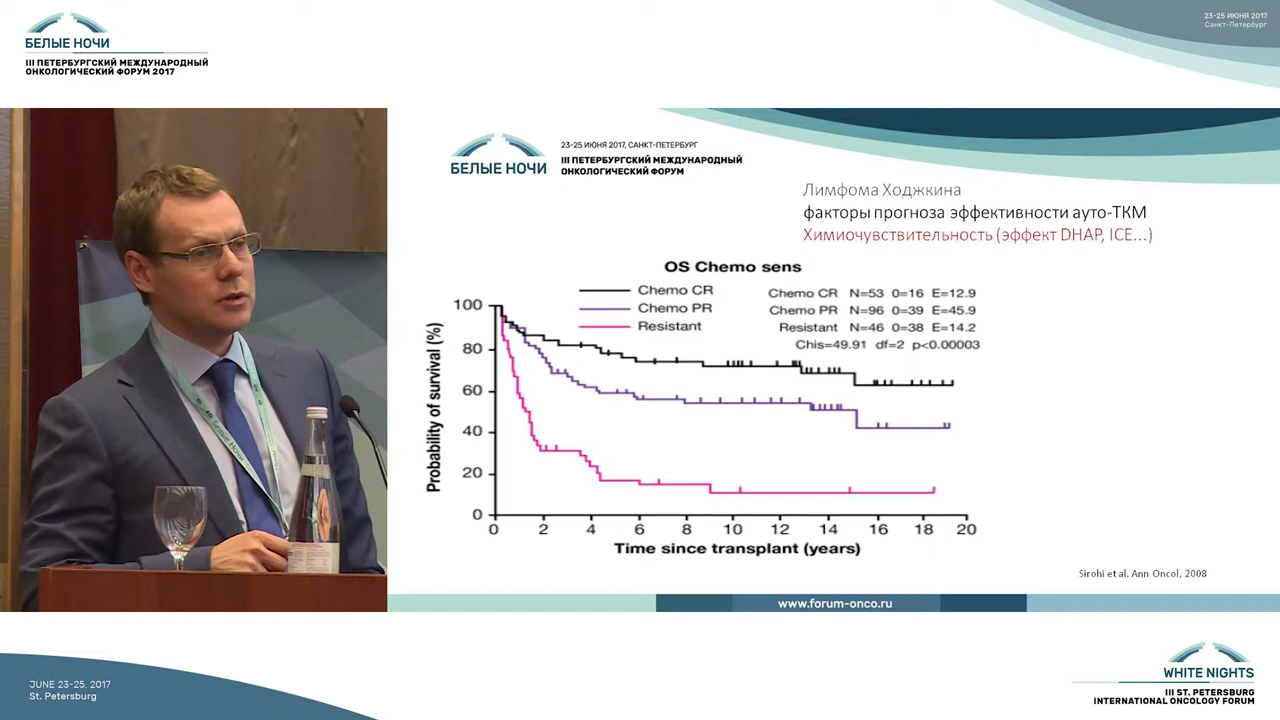 23-25 ИЮНЯ 2017
Санкт-Петербург
БЕЛЫЕ НОЧИ
III ПЕТЕРБУРГСКИЙ МЕЖДУНАРОДНЫЙ
ОНКОЛОГИЧЕСКИЙ ФОРУМ 2017
БЕЛЫЕ НОЧИ
23-25 ИЮНЯ 2017, САНКТ-ПЕТЕРБУРГ
III ПЕТЕРБУРГСКИЙ МЕЖДУНАРОДНЫЙ
ОНКОЛОГИЧЕСКИЙ ФОРУМ
Лимфома Ходжкина
факторы прогноза эффективности ауто-ТКМ
Химиочувствительность (эффект DHAP, ICE...)
OS Chemo sens
Chemo CR
Chemo PR
Resistant
Chemo CR N=53 0=16 E=12.9
Chemo PR N=96 0=39 E=45.9
Resistant N=46 0=38 E=14.2
Chis=49.91 df=2 p<0.00003
Probability of survival (%)
100
80
60
40
20
0
0 2 4 6 8 10 12 14 16 18 20
Time since transplant (years)
Sirohi et al. Ann Oncol, 2008
www.forum-onco.ru
Белые Ночи
JUNE 23-25, 2017
St. Petersburg
WHITE NIGHTS
III ST. PETERSBURG
INTERNATIONAL ONCOLOGY FORUM